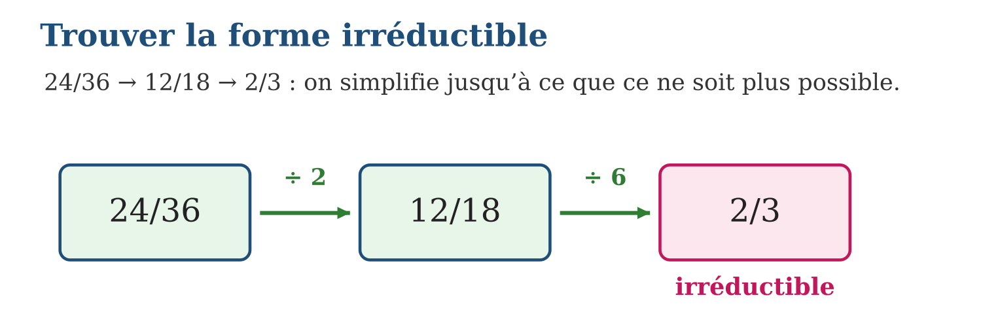 Trouver la forme irréductible
24/36 → 12/18 → 2/3 : on simplifie jusqu’à ce que ce ne soit plus possible.
÷ 2
÷ 6
24/36
12/18
2/3
irréductible